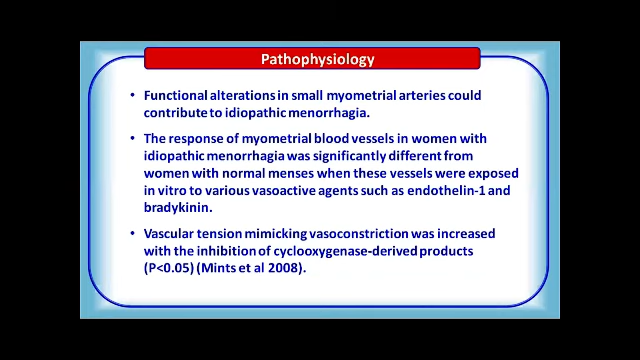 Pathophysiology
• Functional alterations in small myometrial arteries could
contribute to idiopathic menorrhagia.
• The response of myometrial blood vessels in women with
idiopathic menorrhagia was significantly different from
women with normal menses when these vessels were exposed
in vitro to various vasoactive agents such as endothelin-1 and
bradykinin.
• Vascular tension mimicking vasoconstriction was increased
with the inhibition of cyclooxygenase-derived products
(P<0.05) (Mints et al 2008).